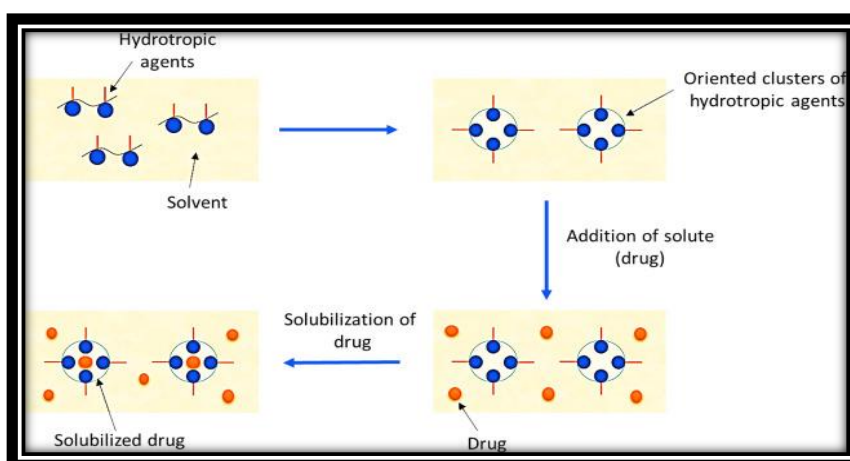 Hydrotropic
agents
Solvent
Oriented clusters of
hydrotropic agents
Addition of solute
(drug)
Solubilization of
drug
Solubilized drug
Drug